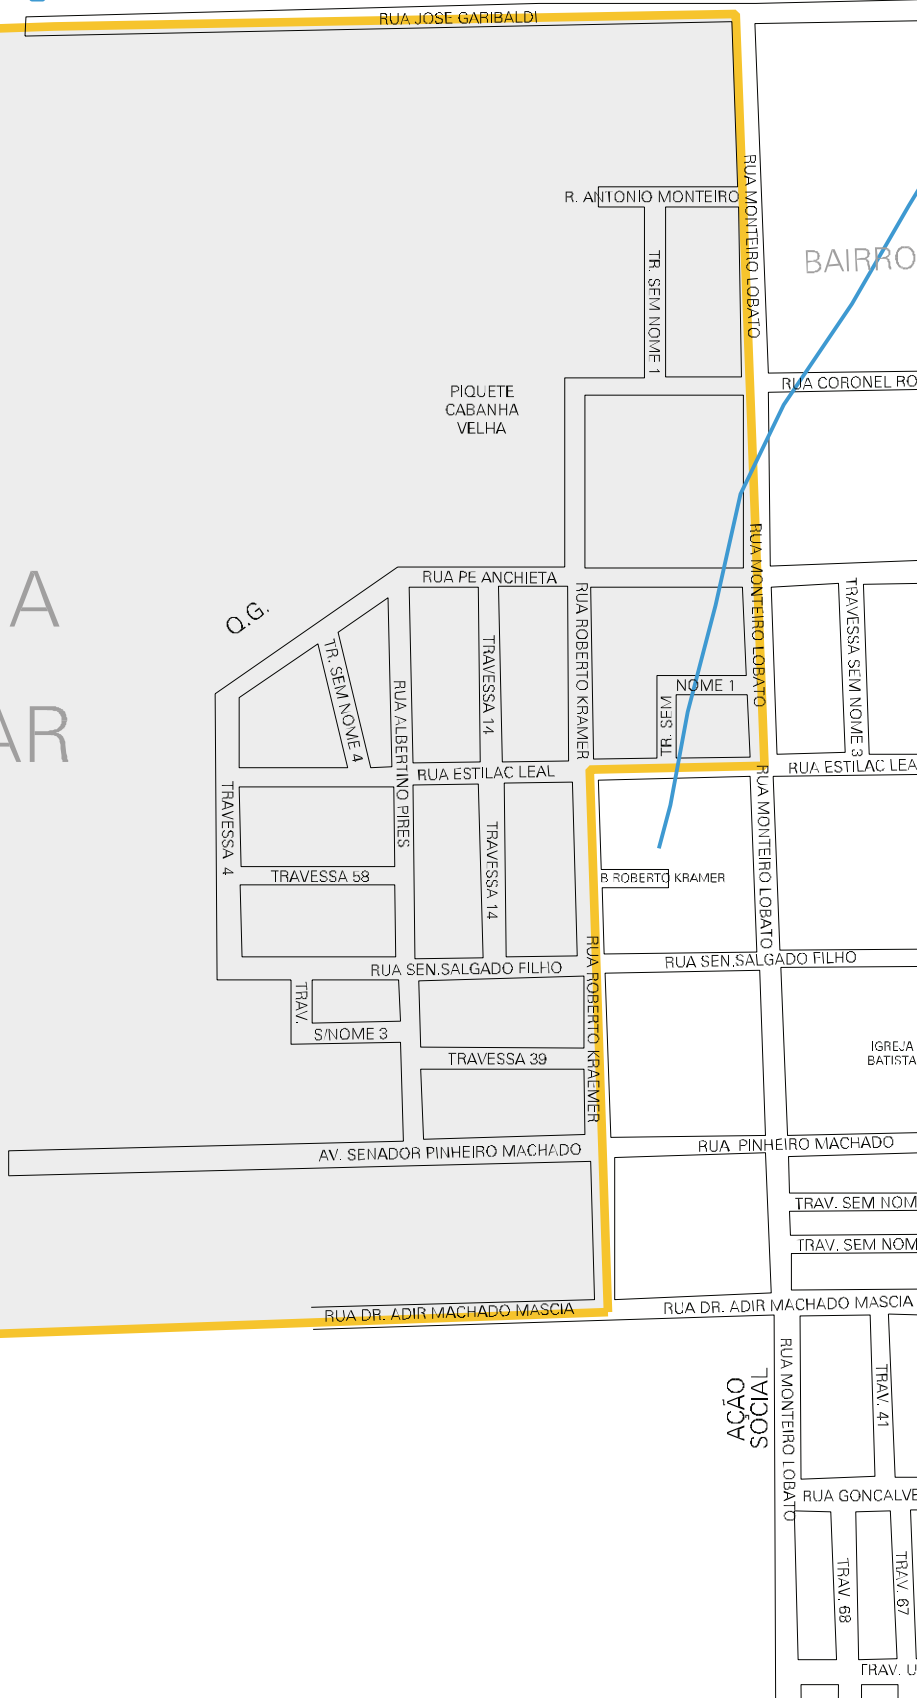 RUA JOSE GARIBALDI
RUA MONTEIRO LOBATO
R. ANTONIO MONTEIRO
TR. SEM NOME 1
BAIRRO
RUA CORONEL RO
PIQUETE
CABANHA
VELHA
RUA MONTEIRO LOBATO
RUA PE ANCHIETA
A
Q.G.
RUA ROBERTO KRAMER
TRAVESSA SEM NOME 3
TR. SEM NOME 4
TRAVESSA 14
RUA ALBERTINO PIRES
TR. SEM
NOME 1
AR
RUA ESTILAC LEAL
RUA ESTILAC LEA
RUA MONTEIRO LOBATO
TRAVESSA 4
TRAVESSA 14
TRAVESSA 58
B ROBERTO KRAMER
RUA SEN.SALGADO FILHO
RUA SEN.SALGADO FILHO
RUA ROBERTO KRAEMER
TRAV.
S/NOME 3
IGREJA
BATISTA
TRAVESSA 39
AV. SENADOR PINHEIRO MACHADO
RUA PINHEIRO MACHADO
TRAV. SEM NOM
TRAV. SEM NOM
RUA DR. ADIR MACHADO MASCIA
RUA DR. ADIR MACHADO MASCIA
RUA MONTEIRO LOBATO
AÇÃO
SOCIAL
TRAV. 41
RUA GONCALVE
TRAV. 68
TRAV. 67
TRAV. U